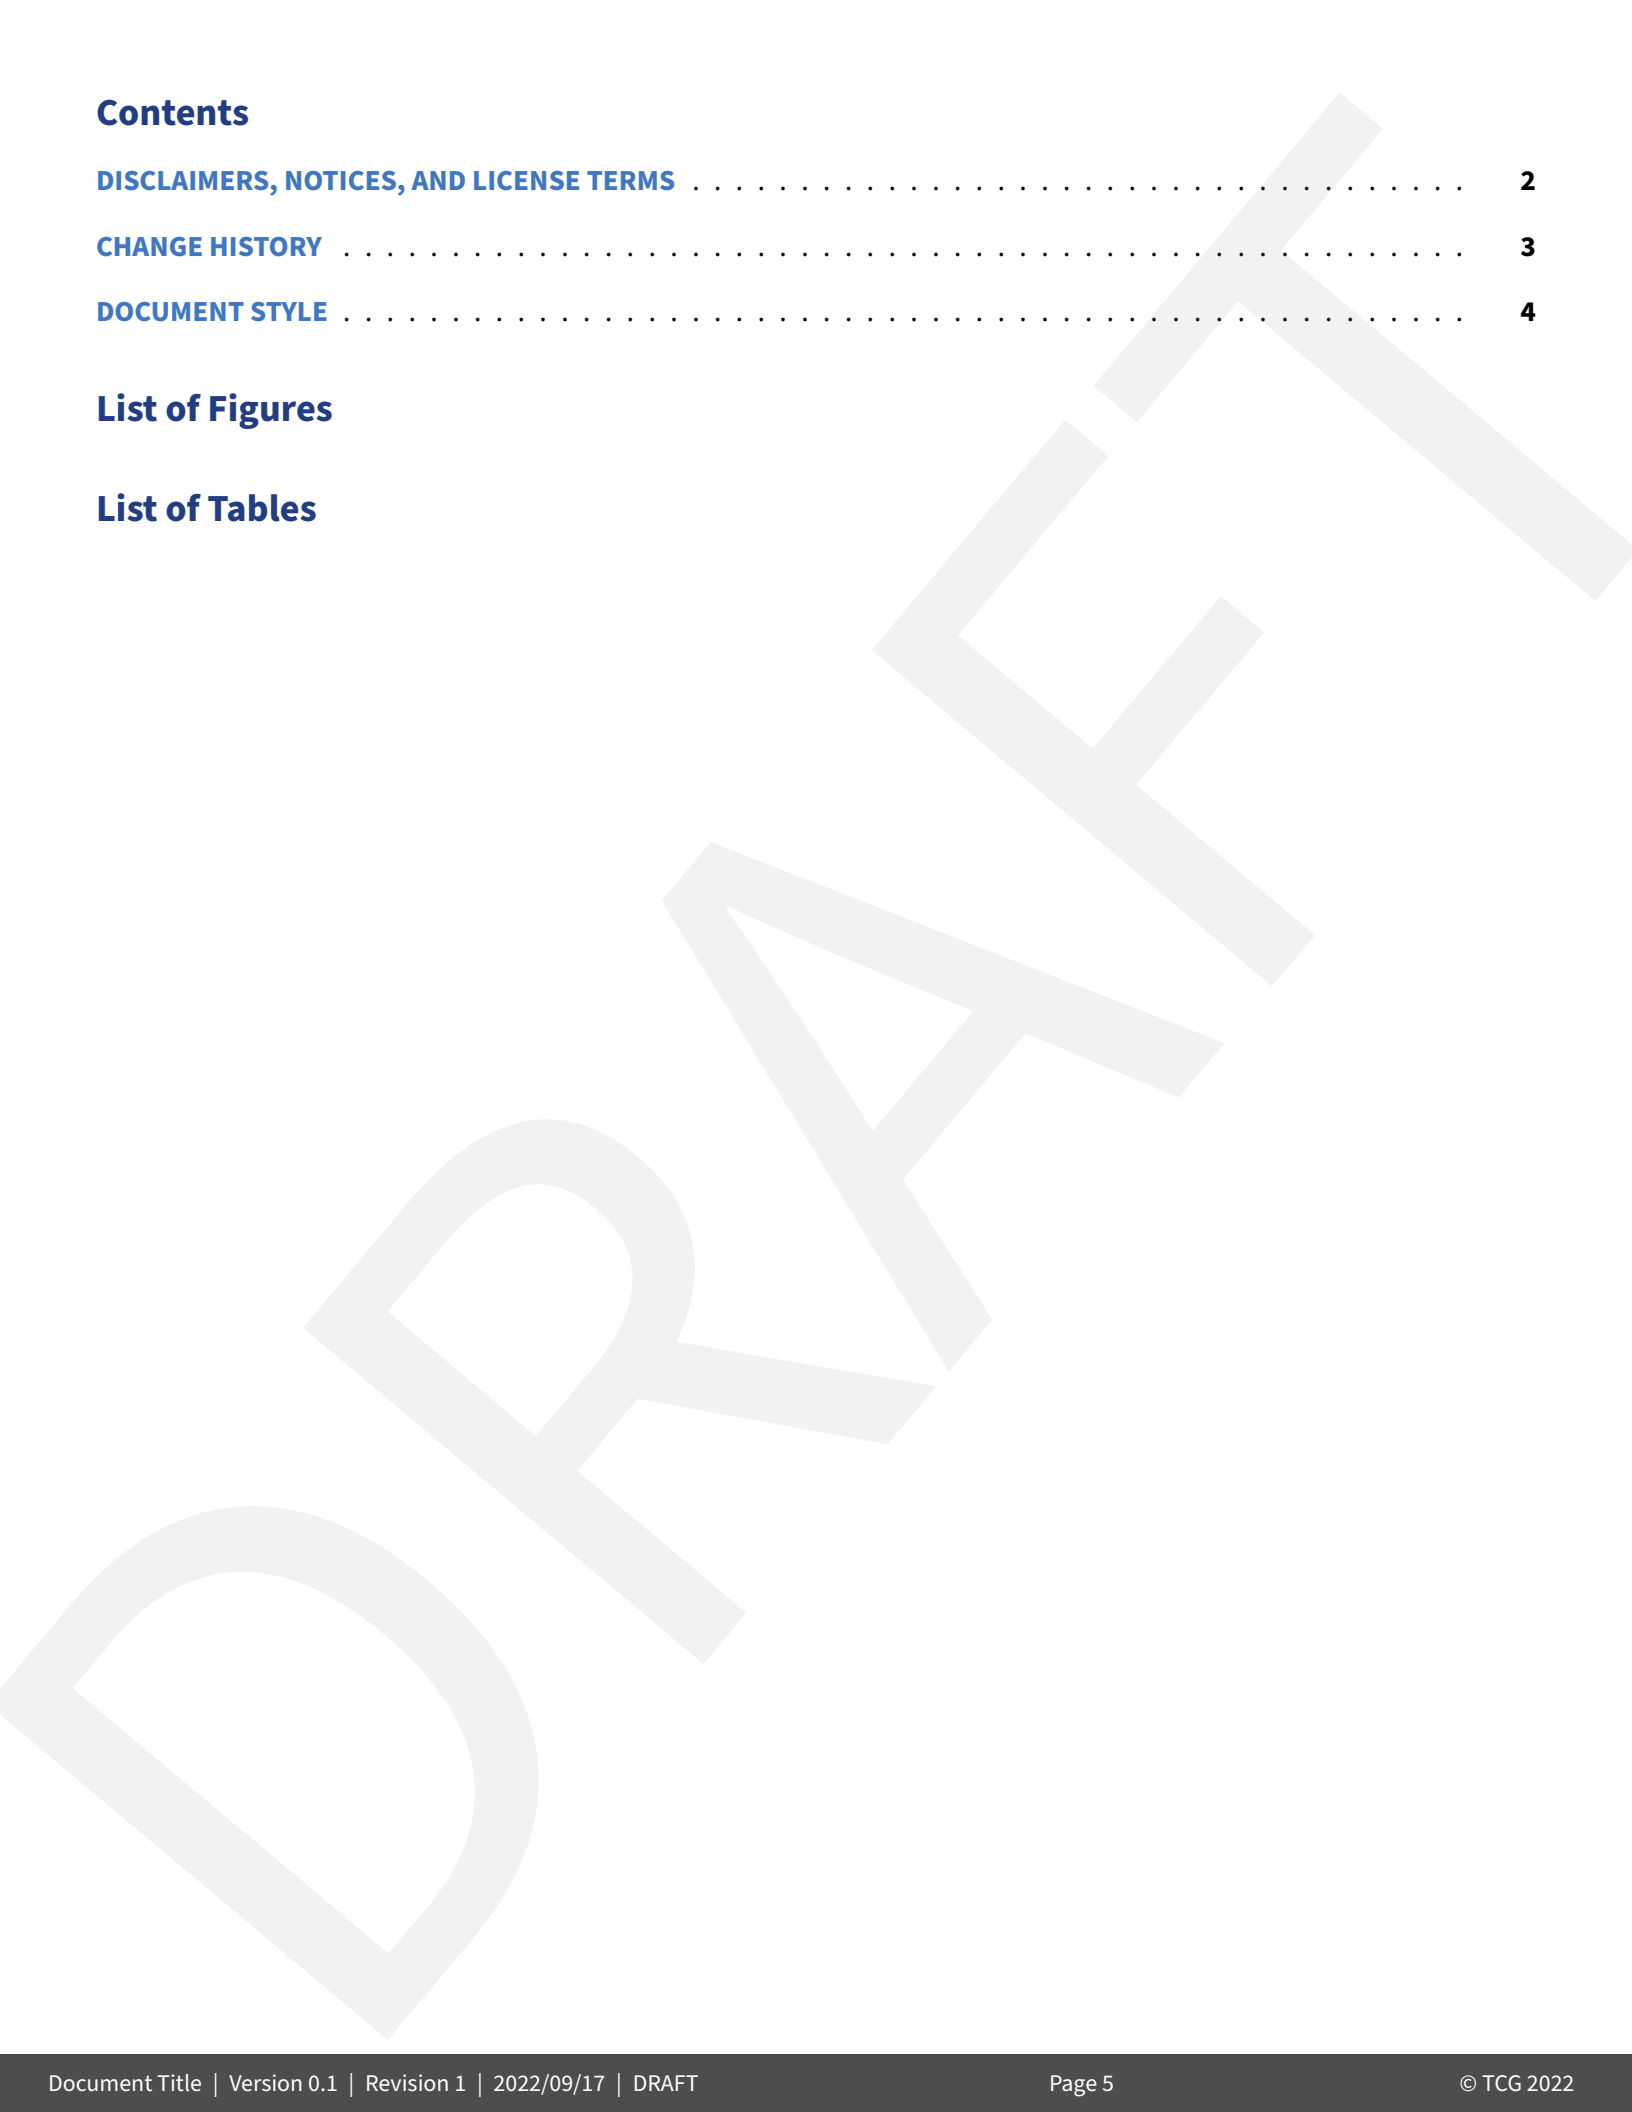 Contents
DISCLAIMERS, NOTICES, AND LICENSE TERMS . . . . . . . . . . . . . . . . . . . . . . . . . . . . . . . . . . . . 2
CHANGE HISTORY . . . . . . . . . . . . . . . . . . . . . . . . . . . . . . . . . . . . . . . . . . . . . . . . . . . . 3
DOCUMENT STYLE . . . . . . . . . . . . . . . . . . . . . . . . . . . . . . . . . . . . . . . . . . . . . . . . . . . . 4
List of Figures
List of Tables
DRAFT
Document Title | Version 0.1 | Revision 1 | 2022/09/17 | DRAFT Page 5 © TCG 2022